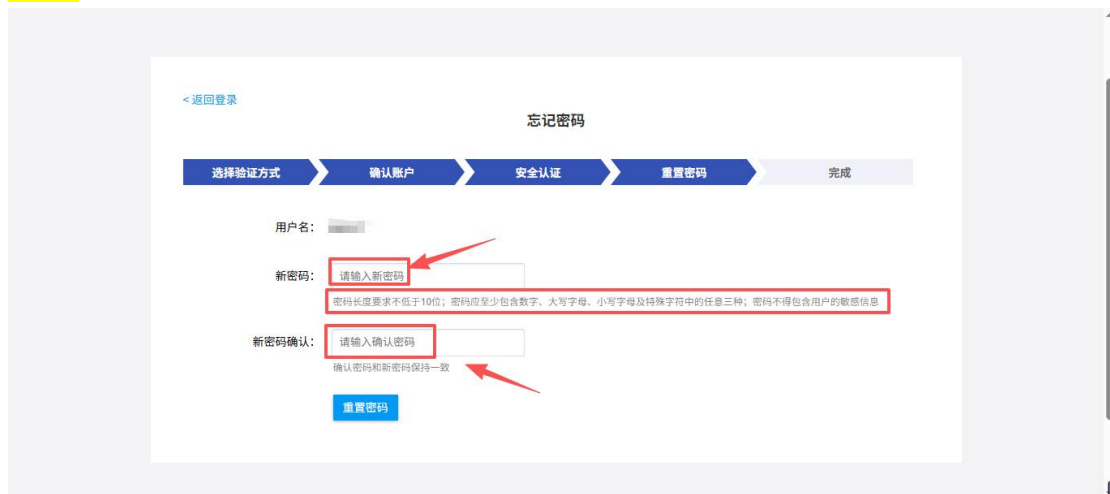 <返回登录
忘记密码
选择验证方式 确认账户 安全认证 重置密码 完成
用户名：
新密码： 请输入新密码
密码长度要求不低于10位；密码应至少包含数字、大写字母、小写字母及特殊字符中的任意三种；密码不得包含用户的敏感信息
新密码确认： 请输入确认密码
确认密码和新密码保持一致
重置密码